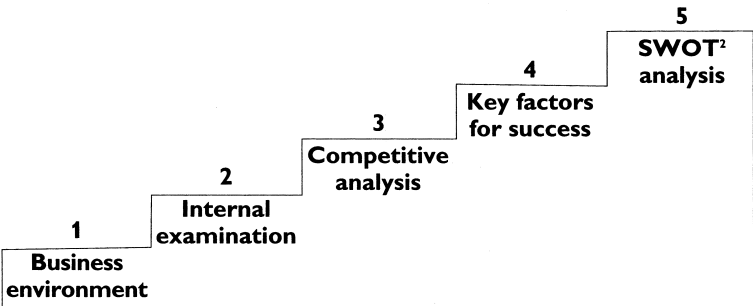 1
Business
environment
2
Internal
examination
3
Competitive
analysis
4
Key factors
for success
5
SWOT²
analysis